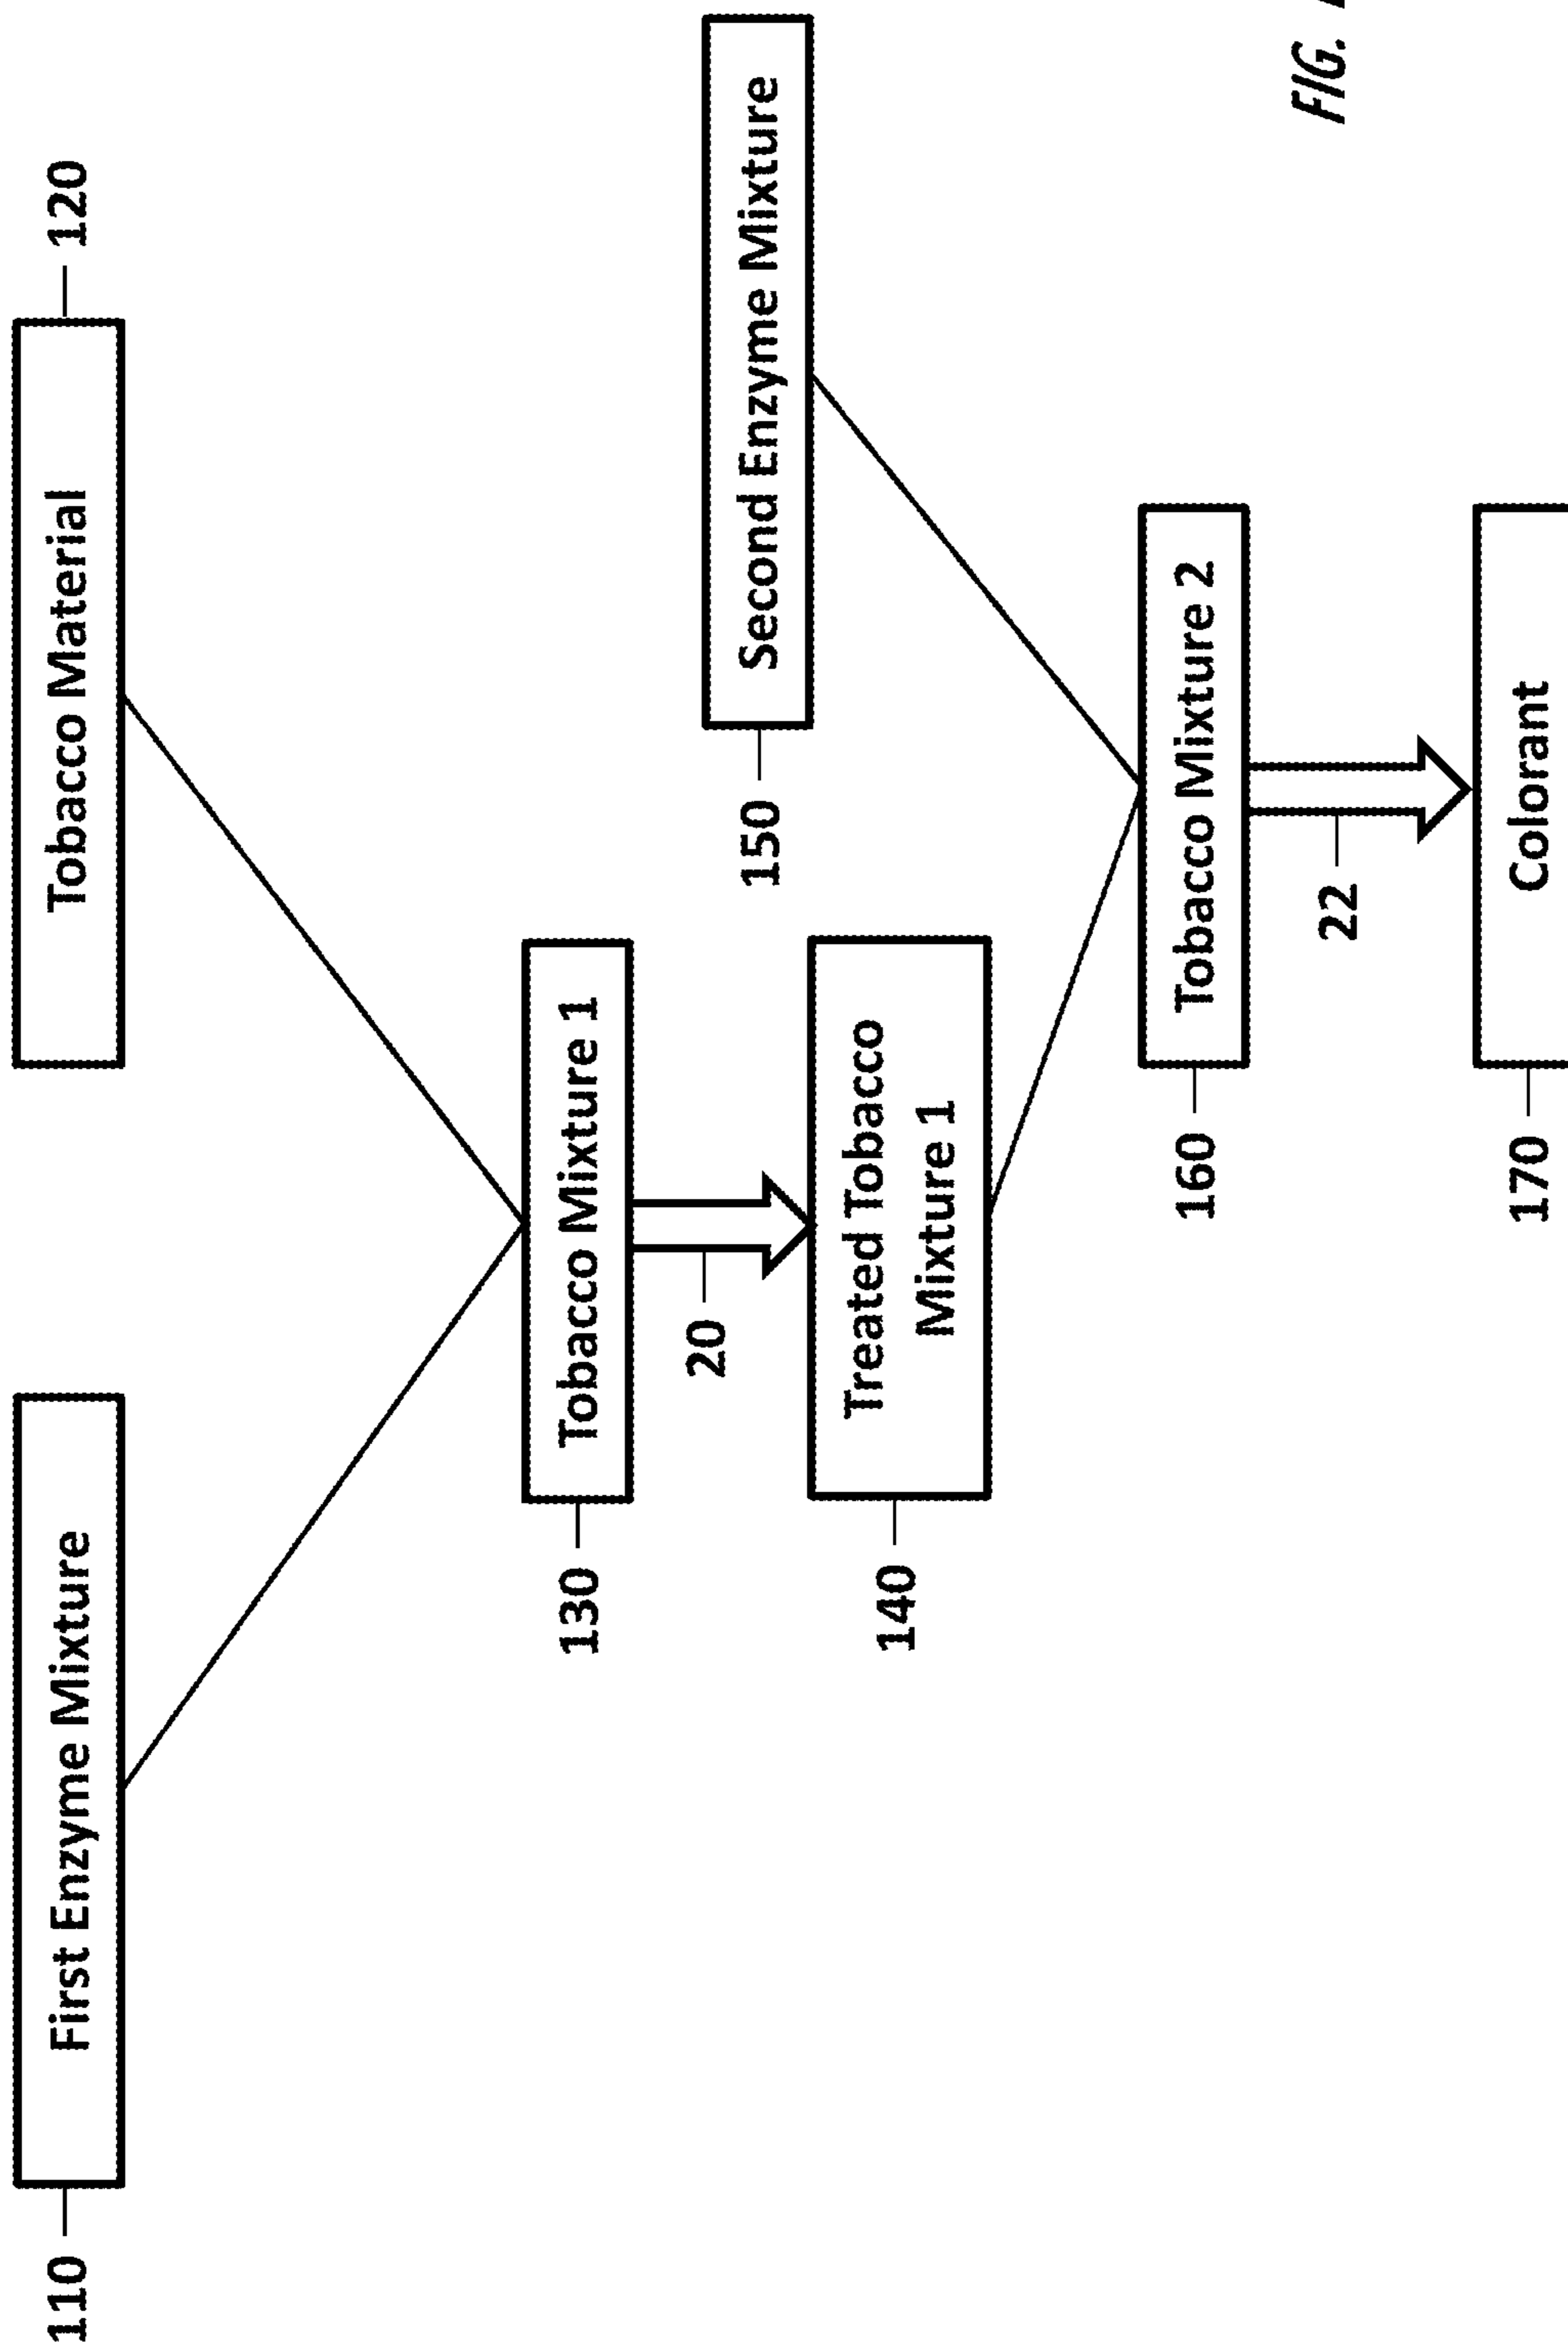 110
First Enzyme Mixture
Tobacco Material
120
130
Tobacco Mixture 1
20
140
Treated Tobacco
Mixture 1
150
Second Enzyme Mixture
160
Tobacco Mixture 2
22
170
Colorant
FIG.